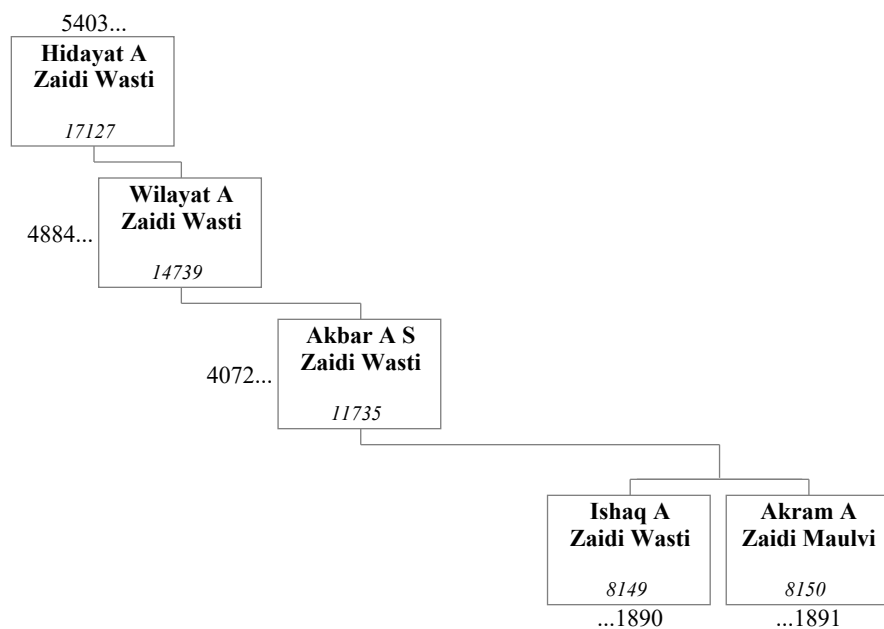 5403...
Hidayat A
Zaidi Wasti
17127
Wilayat A
Zaidi Wasti
4884...
14739
Akbar A S
Zaidi Wasti
4072...
11735
Ishaq A
Zaidi Wasti
8149
...1890
Akram A
Zaidi Maulvi
8150
...1891